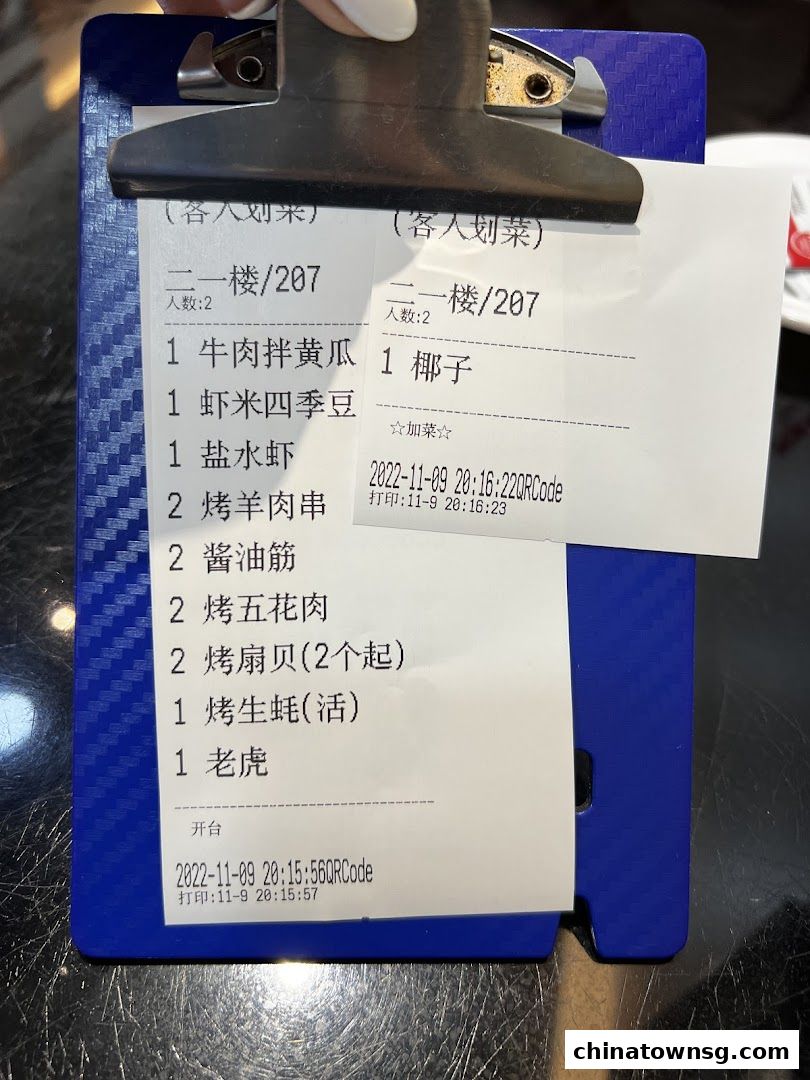 (客人划菜)
二一楼/207
人数:2
1 牛肉拌黄瓜
1 虾米四季豆
1 盐水虾
2 烤羊肉串
2 酱油筋
2 烤五花肉
2 烤扇贝(2个起)
1 烤生蚝(活)
1 老虎
开台
2022-11-09 20:15:56QRCode
打印:11-9 20:15:57
(客人划菜)
二一楼/207
人数:2
1 椰子
☆加菜☆
2022-11-09 20:16:22QRCode
打印:11-9 20:16:23
chinatownsg.com